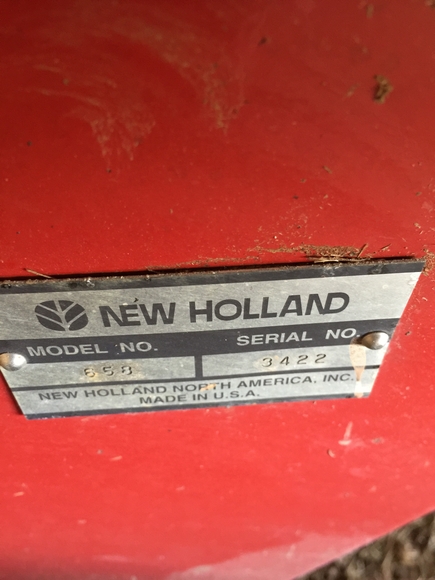 NEW HOLLAND
MODEL NO. SERIAL NO.
658 3422
NEW HOLLAND NORTH AMERICA, INC.
MADE IN U.S.A.